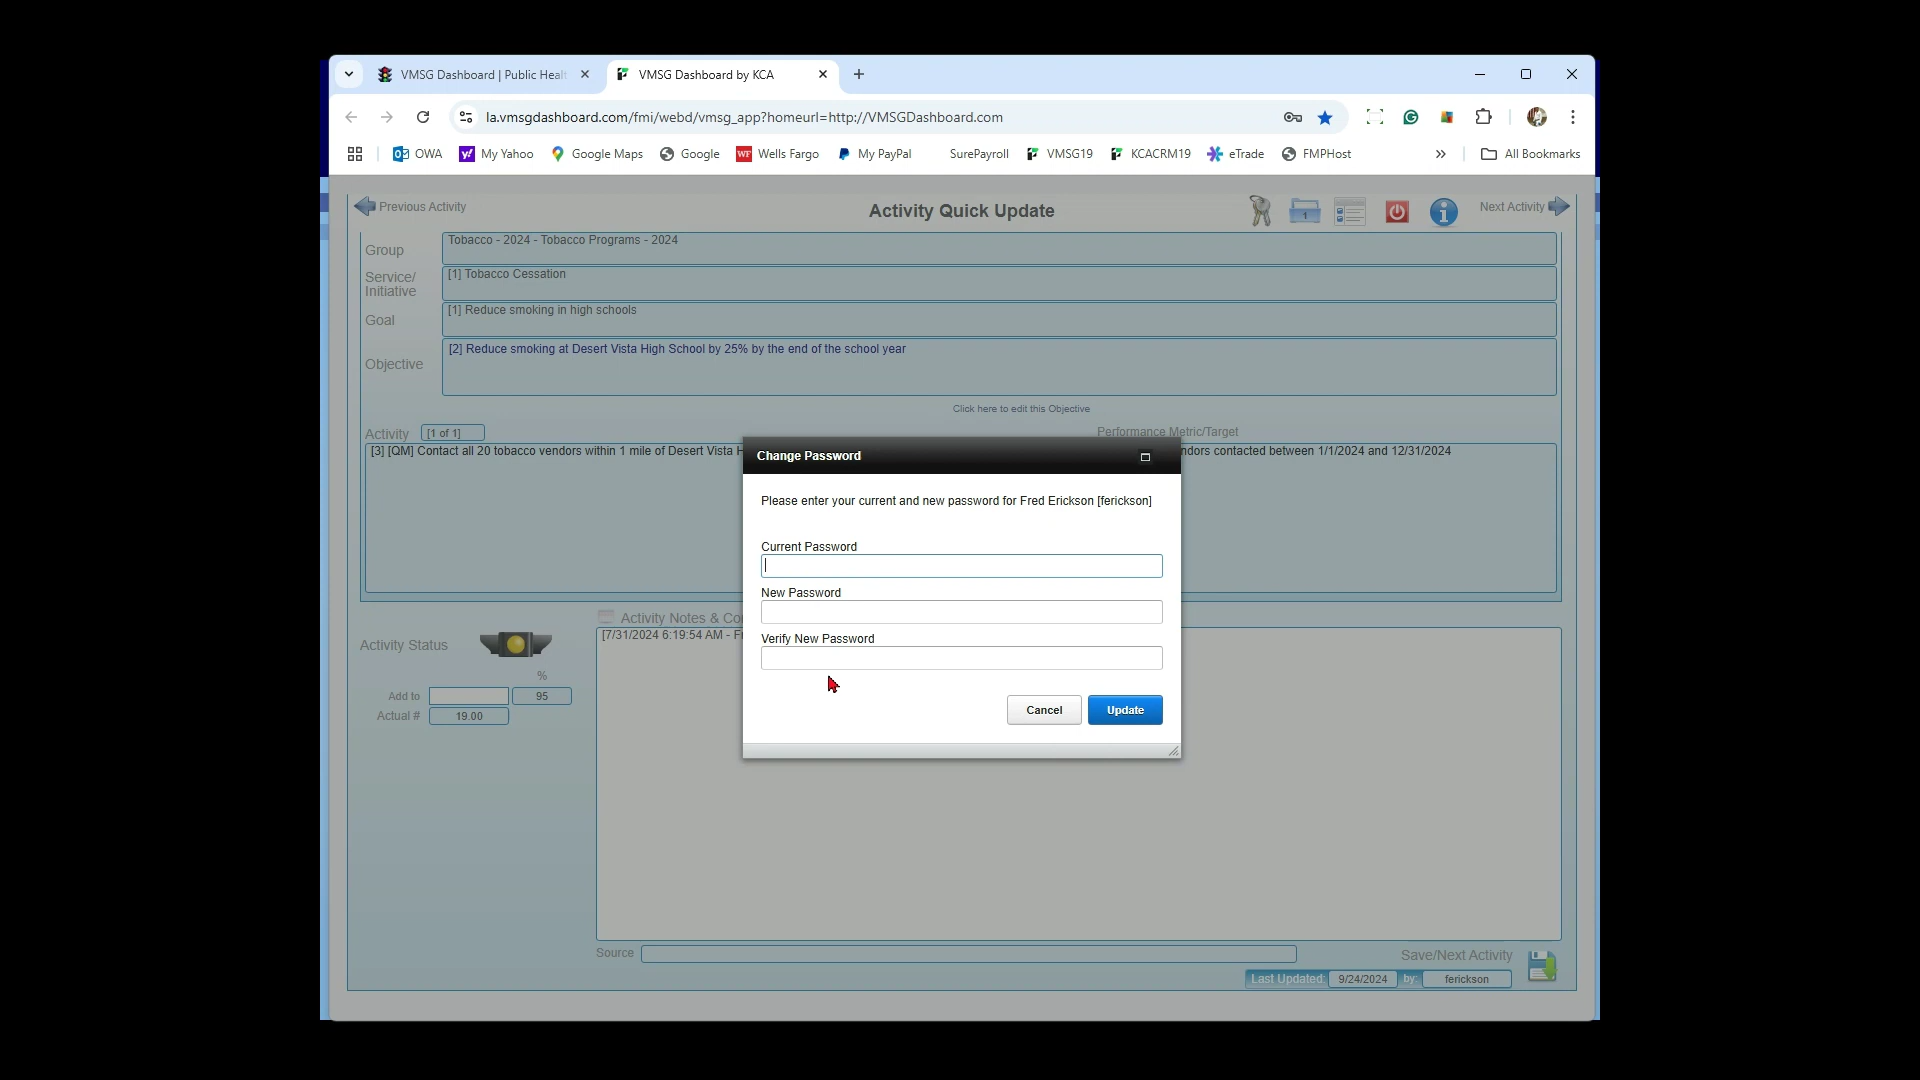 VMSG Dashboard | Public Healt
VMSG Dashboard by KCA
la.vmsgdashboard.com/fmi/webd/vmsg_app?homeurl=http://VMSGDashboard.com
OWA
My Yahoo
Google Maps
Google
WF Wells Fargo
My PayPal
SurePayroll
VMSG19
KCACRM19
eTrade
FMPHost
All Bookmarks
Previous Activity
Activity Quick Update
1
Next Activity
Group
Tobacco - 2024 - Tobacco Programs - 2024
Service/
Initiative
[1] Tobacco Cessation
Goal
[1] Reduce smoking in high schools
Objective
[2] Reduce smoking at Desert Vista High School by 25% by the end of the school year
Click here to edit this Objective
Activity
[1 of 1]
Performance Metric/Target
[3] [QM] Contact all 20 tobacco vendors within 1 mile of Desert Vista H
ndors contacted between 1/1/2024 and 12/31/2024
Change Password
Please enter your current and new password for Fred Erickson [ferickson]
Current Password
New Password
Verify New Password
Cancel
Update
Activity Notes & Co
[7/31/2024 6:19:54 AM - F
Activity Status
%
Add to
95
Actual #
19.00
Source
Save/Next Activity
Last Updated: 9/24/2024 by: ferickson